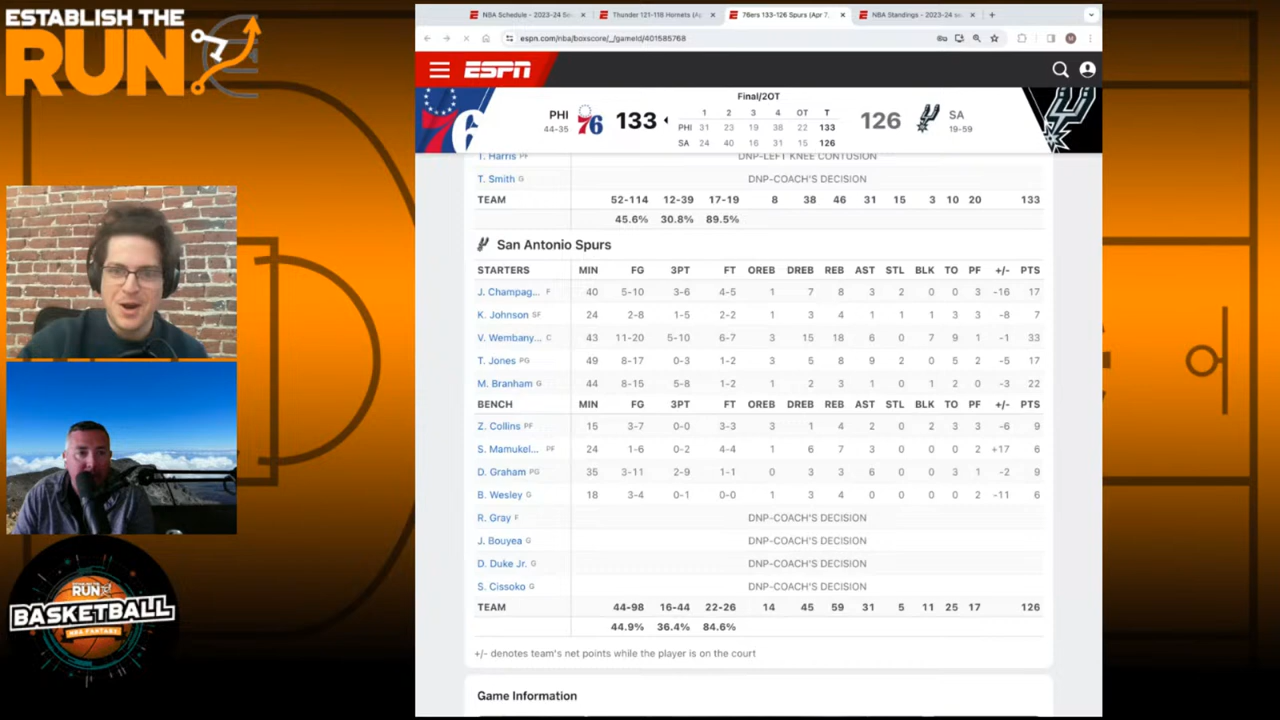 ESTABLISH THE
RUN
NBA Schedule - 2023-24 Se
Thunder 121-118 Hornets (Ap
76ers 133-126 Spurs (Apr 7,
NBA Standings - 2023-24 se
espn.com/nba/boxscore/_/gameId/401585768
ESPN
Final/2OT
1 2 3 4 OT T
PHI 133 PHI 31 23 19 38 22 133 126 SA
44-35 76 SA 24 40 16 31 15 126 19-59
T. Harris PF DNP-LEFT KNEE CONTUSION
T. Smith G DNP-COACH'S DECISION
TEAM 52-114 12-39 17-19 8 38 46 31 15 3 10 20 133
45.6% 30.8% 89.5%
San Antonio Spurs
STARTERS MIN FG 3PT FT OREB DREB REB AST STL BLK TO PF +/- PTS
J. Champag... F 40 5-10 3-6 4-5 1 7 8 3 2 0 0 3 -16 17
K. Johnson SF 24 2-8 1-5 2-2 1 3 4 1 1 1 3 3 -8 7
V. Wembany... C 43 11-20 5-10 6-7 3 15 18 6 0 7 9 1 -1 33
T. Jones PG 49 8-17 0-3 1-2 3 5 8 9 2 0 5 2 -5 17
M. Branham G 44 8-15 5-8 1-2 1 2 3 1 0 1 2 0 -3 22
BENCH MIN FG 3PT FT OREB DREB REB AST STL BLK TO PF +/- PTS
Z. Collins PF 15 3-7 0-0 3-3 3 1 4 2 0 2 3 3 -6 9
S. Mamukel... PF 24 1-6 0-2 4-4 1 6 7 3 0 0 0 2 +17 6
D. Graham PG 35 3-11 2-9 1-1 0 3 3 6 0 0 3 1 -2 9
B. Wesley G 18 3-4 0-1 0-0 1 3 4 0 0 0 0 2 -11 6
R. Gray F DNP-COACH'S DECISION
J. Bouyea G DNP-COACH'S DECISION
D. Duke Jr. G DNP-COACH'S DECISION
S. Cissoko G DNP-COACH'S DECISION
TEAM 44-98 16-44 22-26 14 45 59 31 5 11 25 17 126
44.9% 36.4% 84.6%
+/- denotes team's net points while the player is on the court
Game Information
RUN
BASKETBALL
NBA FANTASY